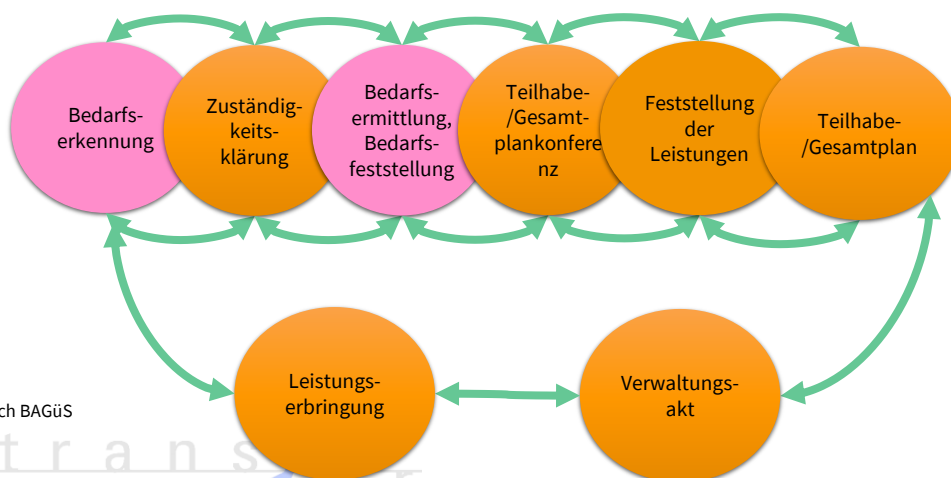 Bedarfs-
erkennung
Zuständig-
keits-
klärung
Bedarfs-
ermittlung,
Bedarfs-
feststellung
Teilhabe-
/Gesamt-
plankonfere
nz
Feststellung
der
Leistungen
Teilhabe-
/Gesamtplan
Leistungs-
erbringung
Verwaltungs-
akt
ch BAGüS
t r a n s